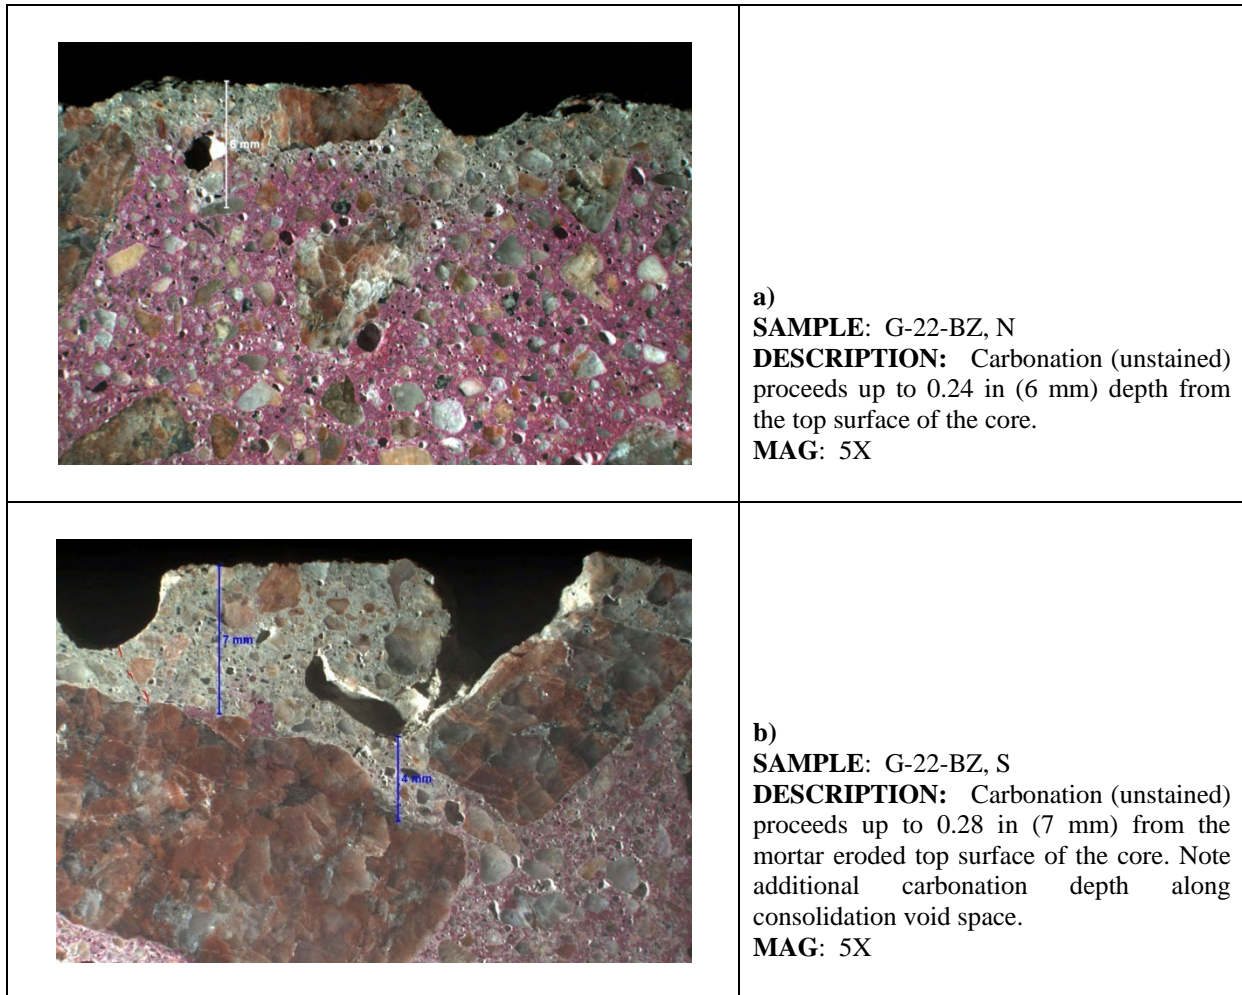 6 mm
a)
SAMPLE: G-22-BZ, N
DESCRIPTION: Carbonation (unstained)
proceeds up to 0.24 in (6 mm) depth from
the top surface of the core.
MAG: 5X
7 mm
4 mm
b)
SAMPLE: G-22-BZ, S
DESCRIPTION: Carbonation (unstained)
proceeds up to 0.28 in (7 mm) from the
mortar eroded top surface of the core. Note
additional carbonation depth along
consolidation void space.
MAG: 5X